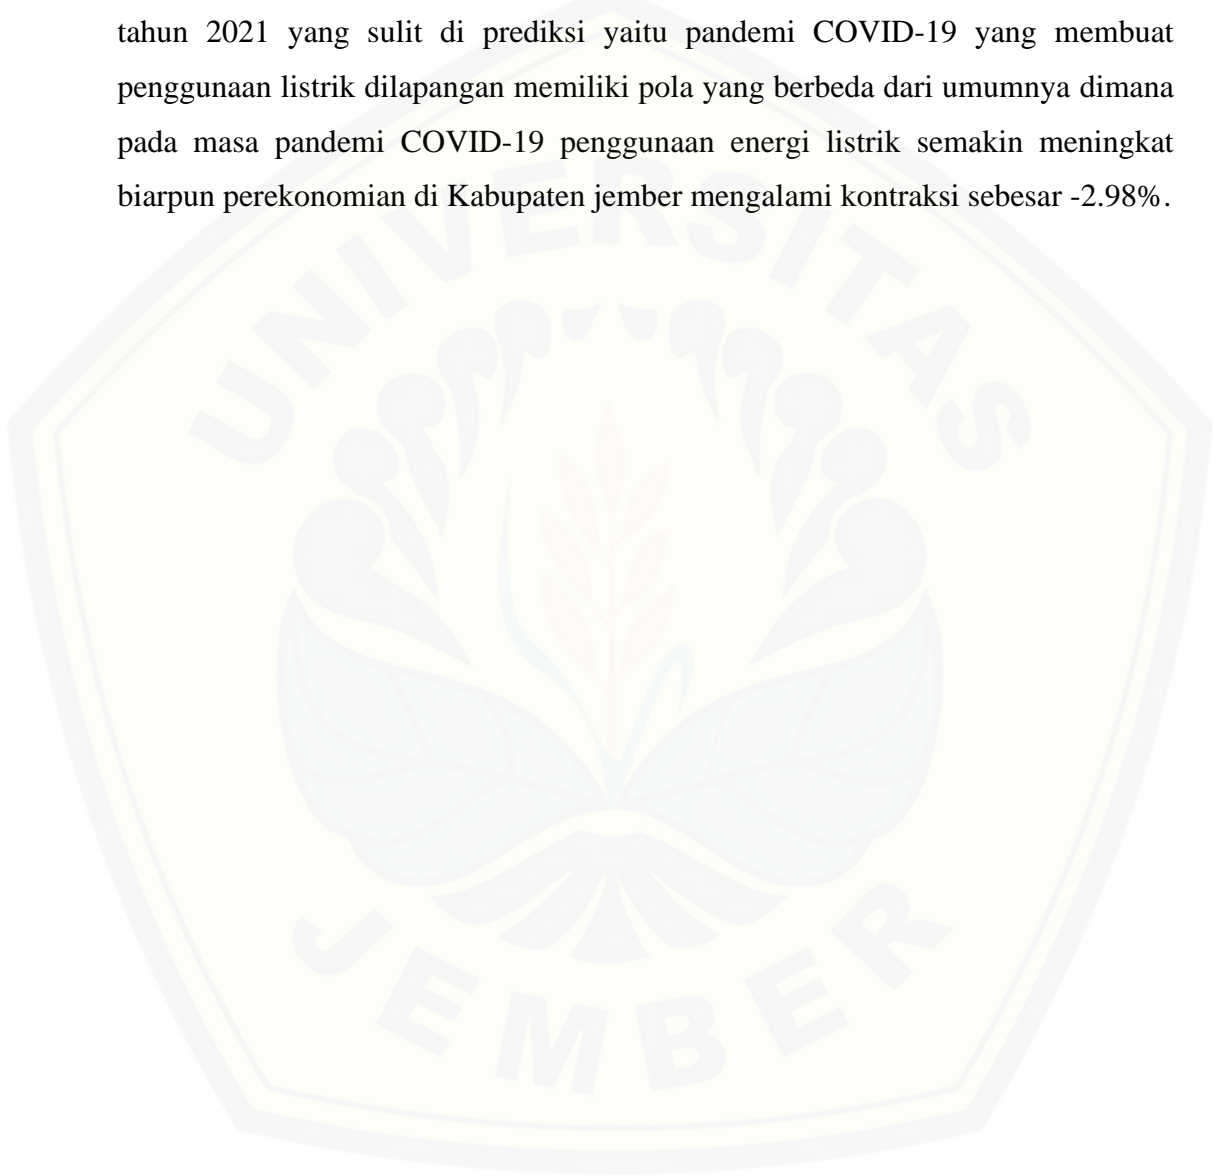 tahun 2021 yang sulit di prediksi yaitu pandemi COVID-19 yang membuat
penggunaan listrik dilapangan memiliki pola yang berbeda dari umumnya dimana
pada masa pandemi COVID-19 penggunaan energi listrik semakin meningkat
biarpun perekonomian di Kabupaten jember mengalami kontraksi sebesar -2.98%.
UNIVERSITAS
JEMBER